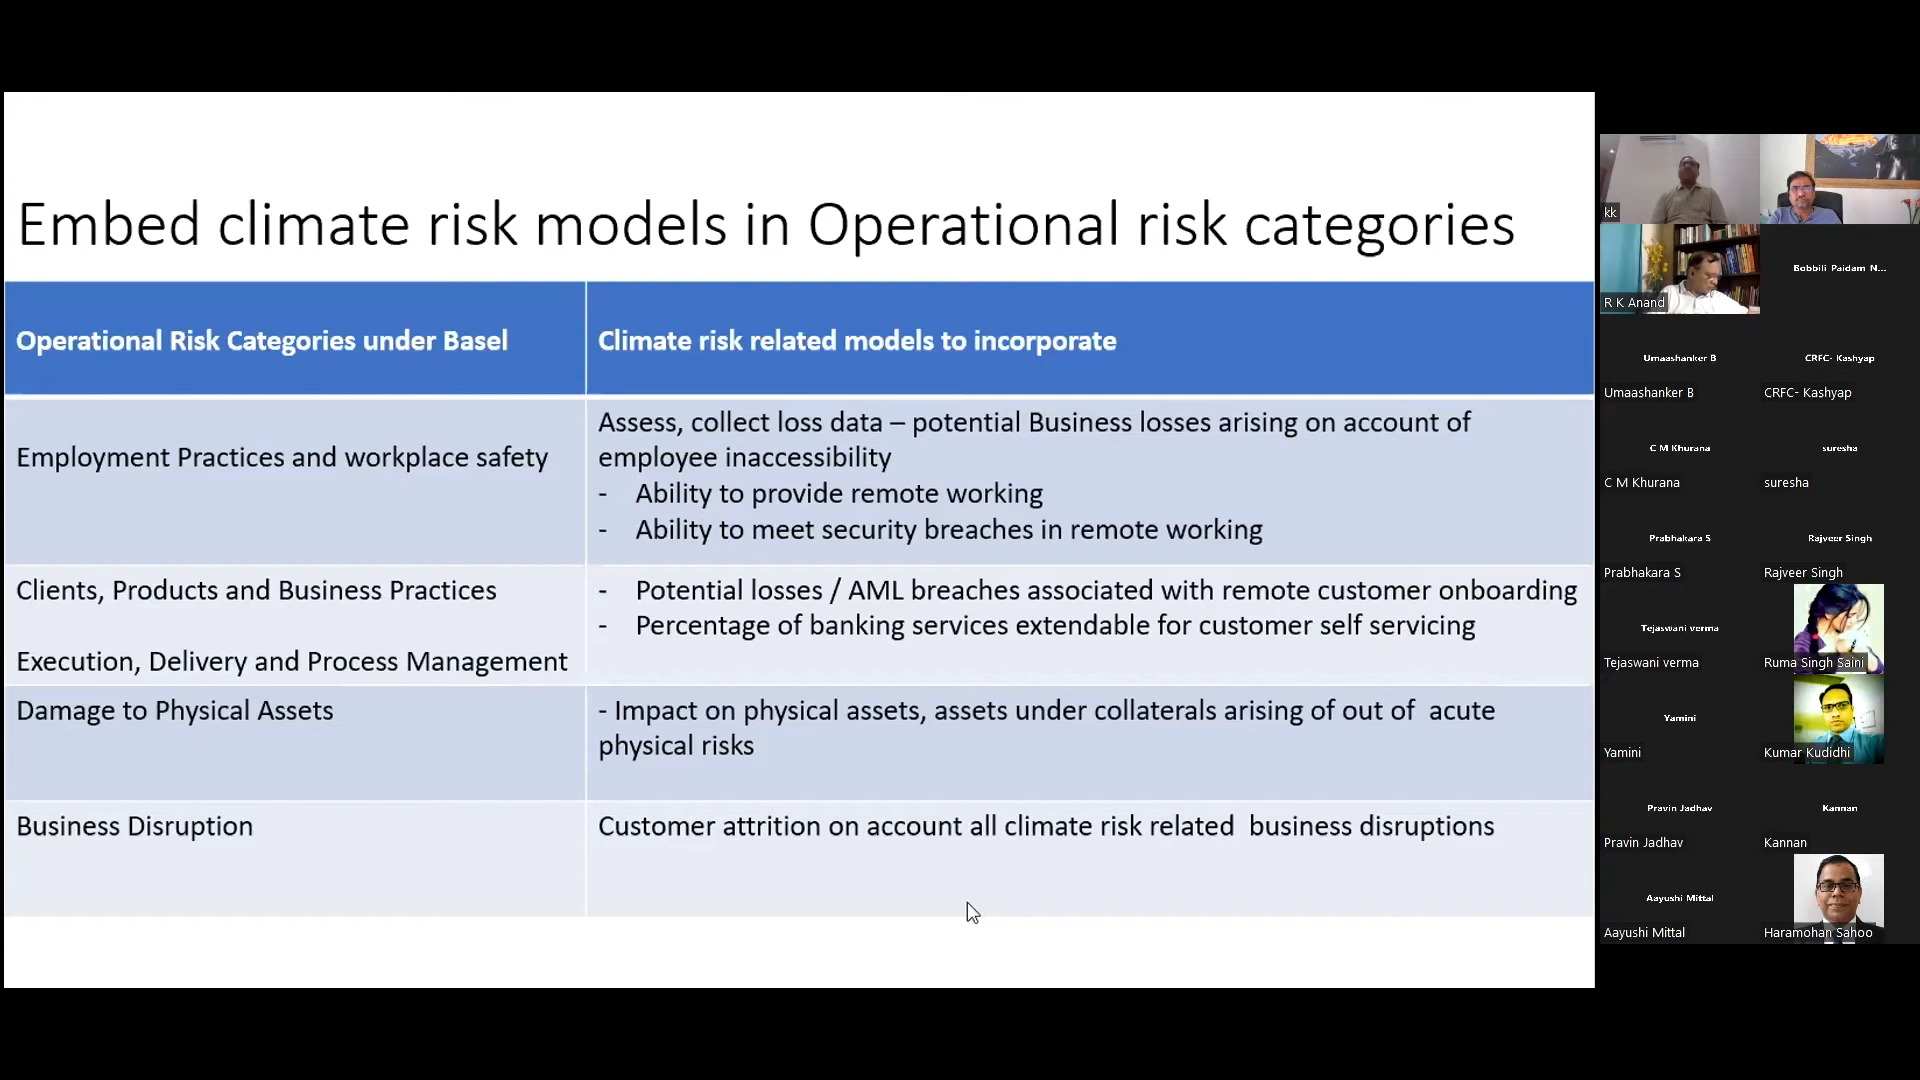 Embed climate risk models in Operational risk categories
Operational Risk Categories under Basel
Climate risk related models to incorporate
Employment Practices and workplace safety
Assess, collect loss data – potential Business losses arising on account of
employee inaccessibility
- Ability to provide remote working
- Ability to meet security breaches in remote working
Clients, Products and Business Practices
Execution, Delivery and Process Management
- Potential losses / AML breaches associated with remote customer onboarding
- Percentage of banking services extendable for customer self servicing
Damage to Physical Assets
- Impact on physical assets, assets under collaterals arising of out of  acute
physical risks
Business Disruption
Customer attrition on account all climate risk related  business disruptions
kk
R K Anand
Bobbili Paidam N...
Umaashanker B
Umaashanker B
CRFC- Kashyap
CRFC- Kashyap
C M Khurana
C M Khurana
suresha
suresha
Prabhakara S
Prabhakara S
Rajveer Singh
Rajveer Singh
Tejaswani verma
Tejaswani verma
Ruma Singh Saini
Yamini
Yamini
Kumar Kudidhi
Pravin Jadhav
Pravin Jadhav
Kannan
Kannan
Aayushi Mittal
Aayushi Mittal
Haramohan Sahoo